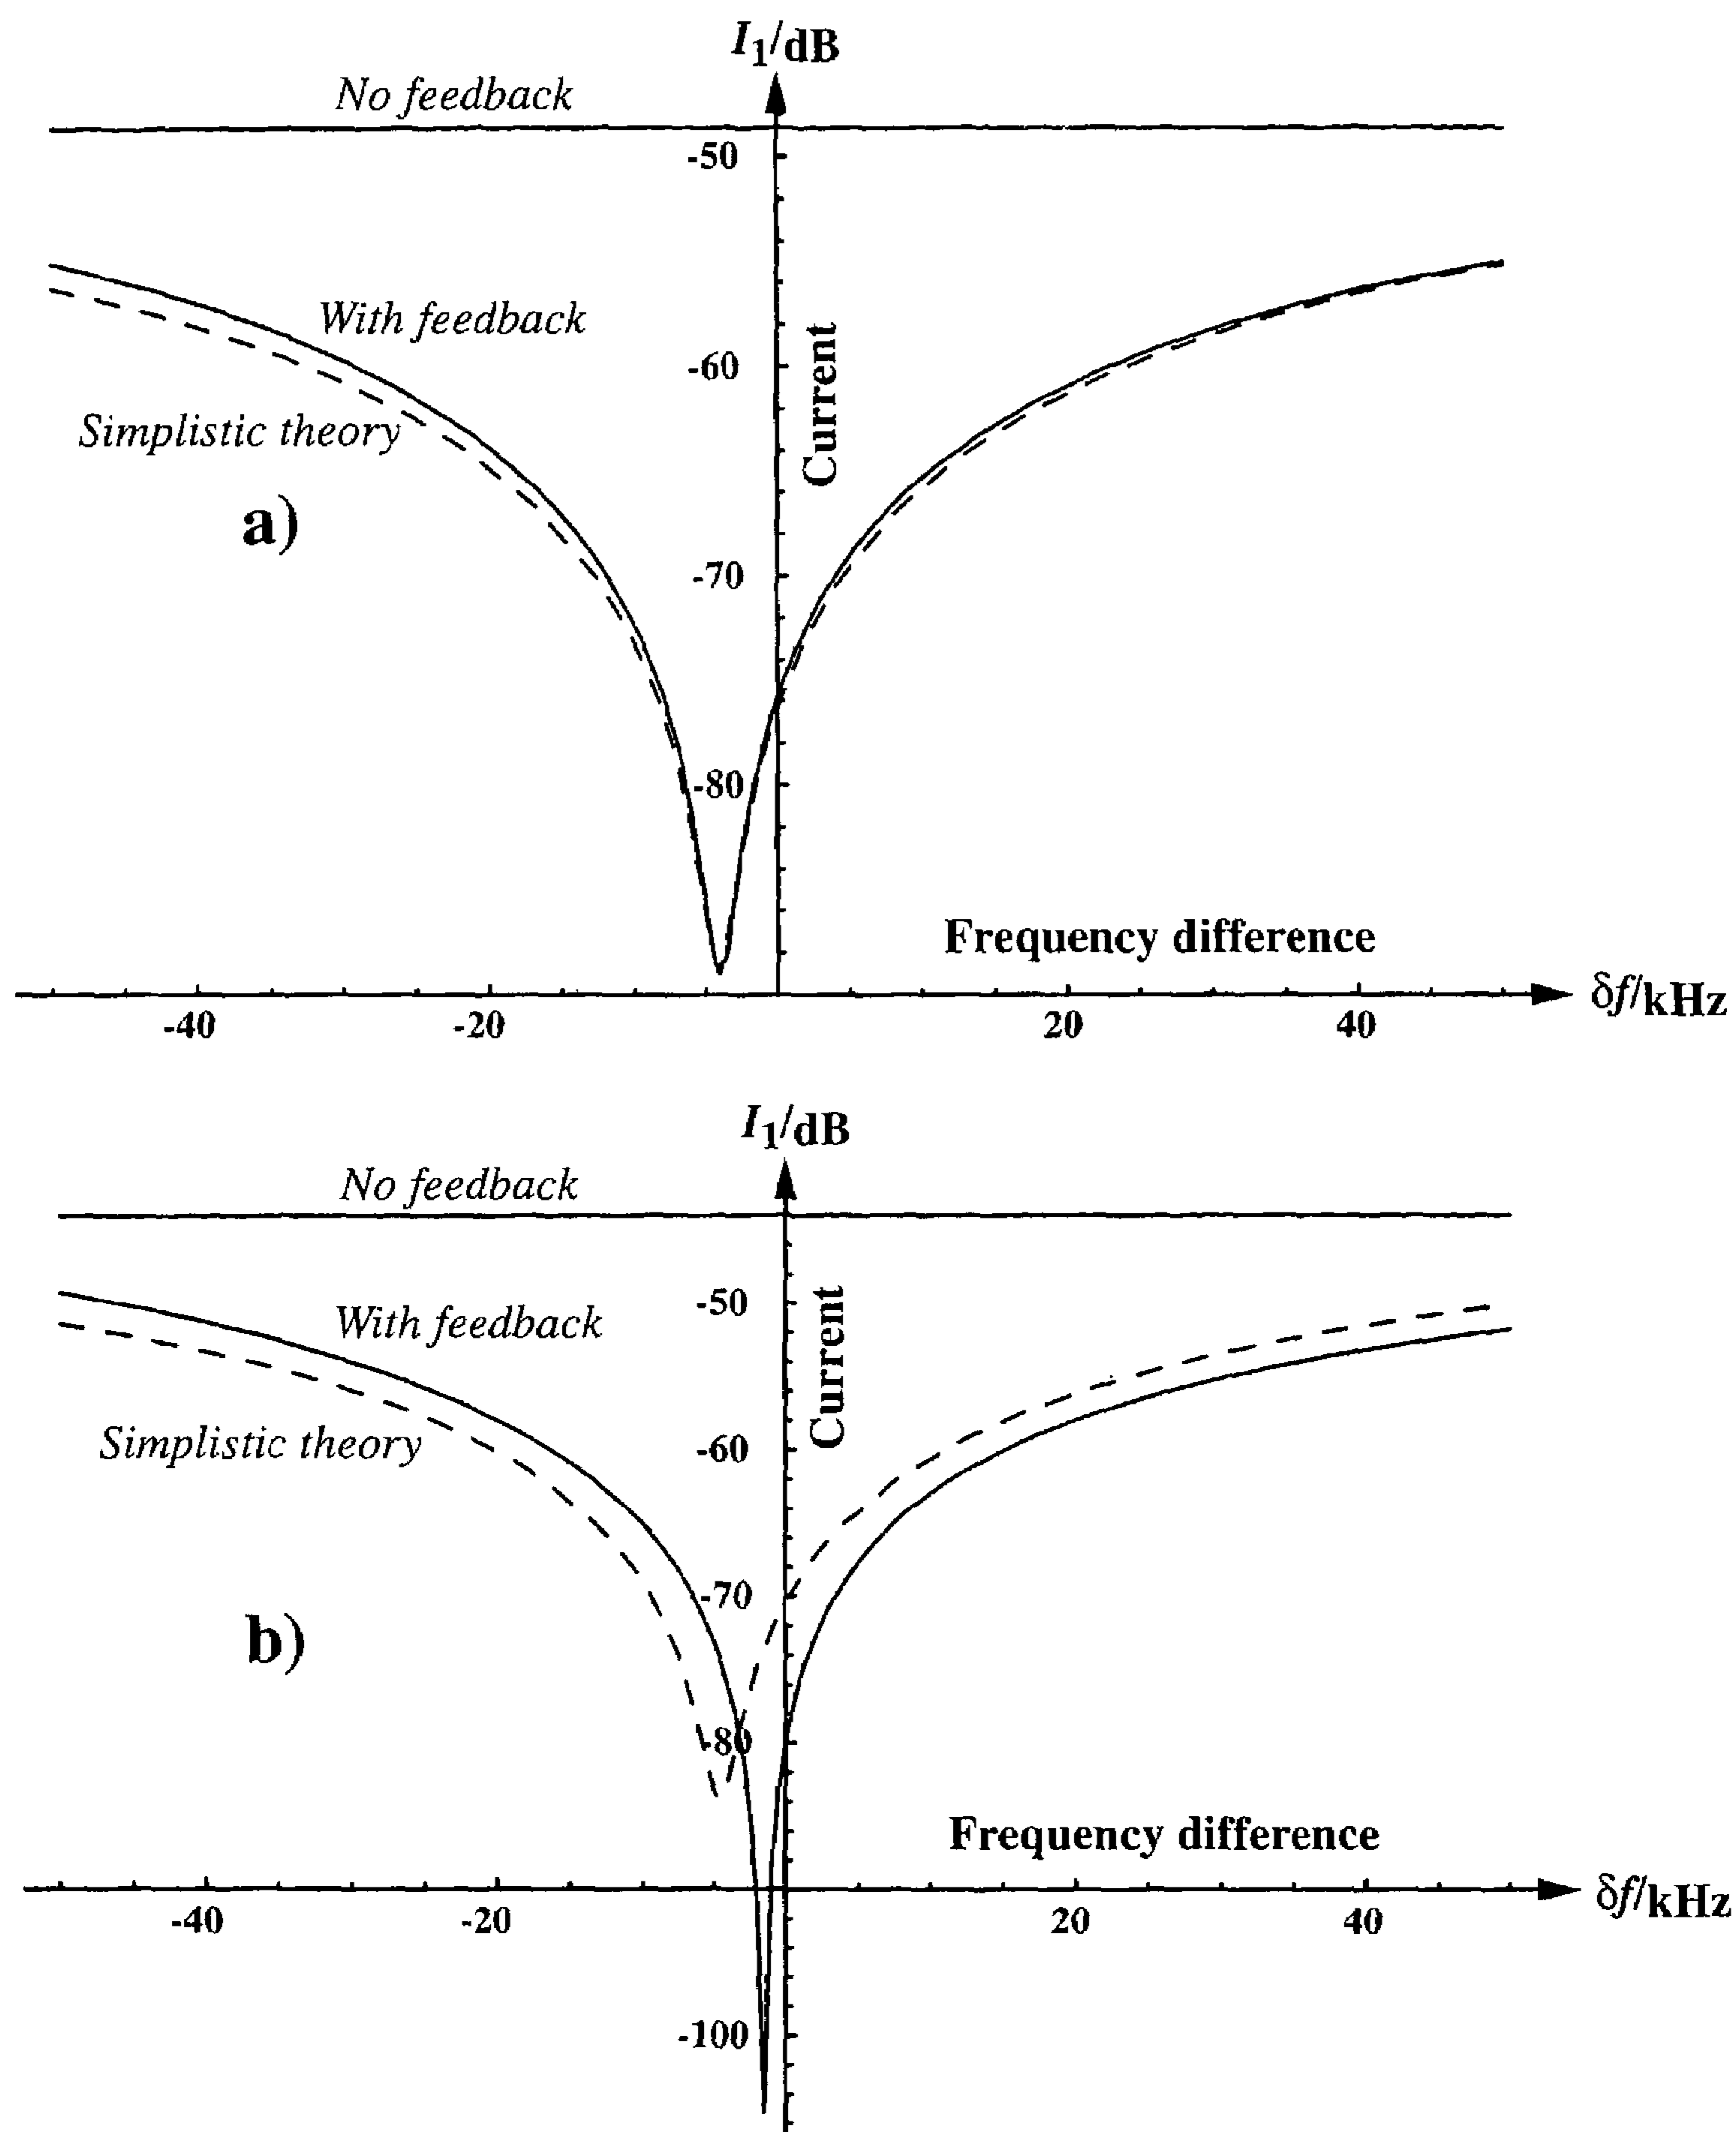 I1/dB
No feedback
-50
With feedback
-60
Simplistic theory
Current
a)
-70
-80
Frequency difference
δf/kHz
-40
-20
20
40
I1/dB
No feedback
-50
With feedback
Current
Simplistic theory
-60
-70
b)
-80
Frequency difference
δf/kHz
-40
-20
20
40
-100